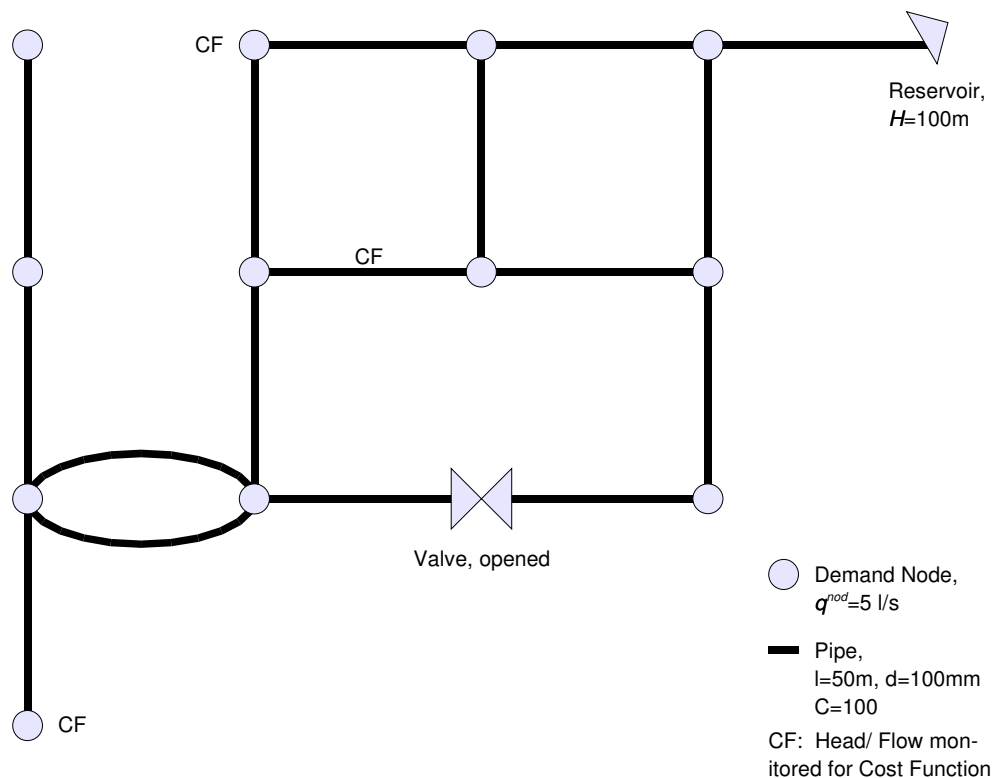 CF
Reservoir,
H=100m
CF
Valve, opened
Demand Node,
qnod=5 l/s
Pipe,
l=50m, d=100mm
C=100
CF
CF: Head/ Flow mon-
itored for Cost Function